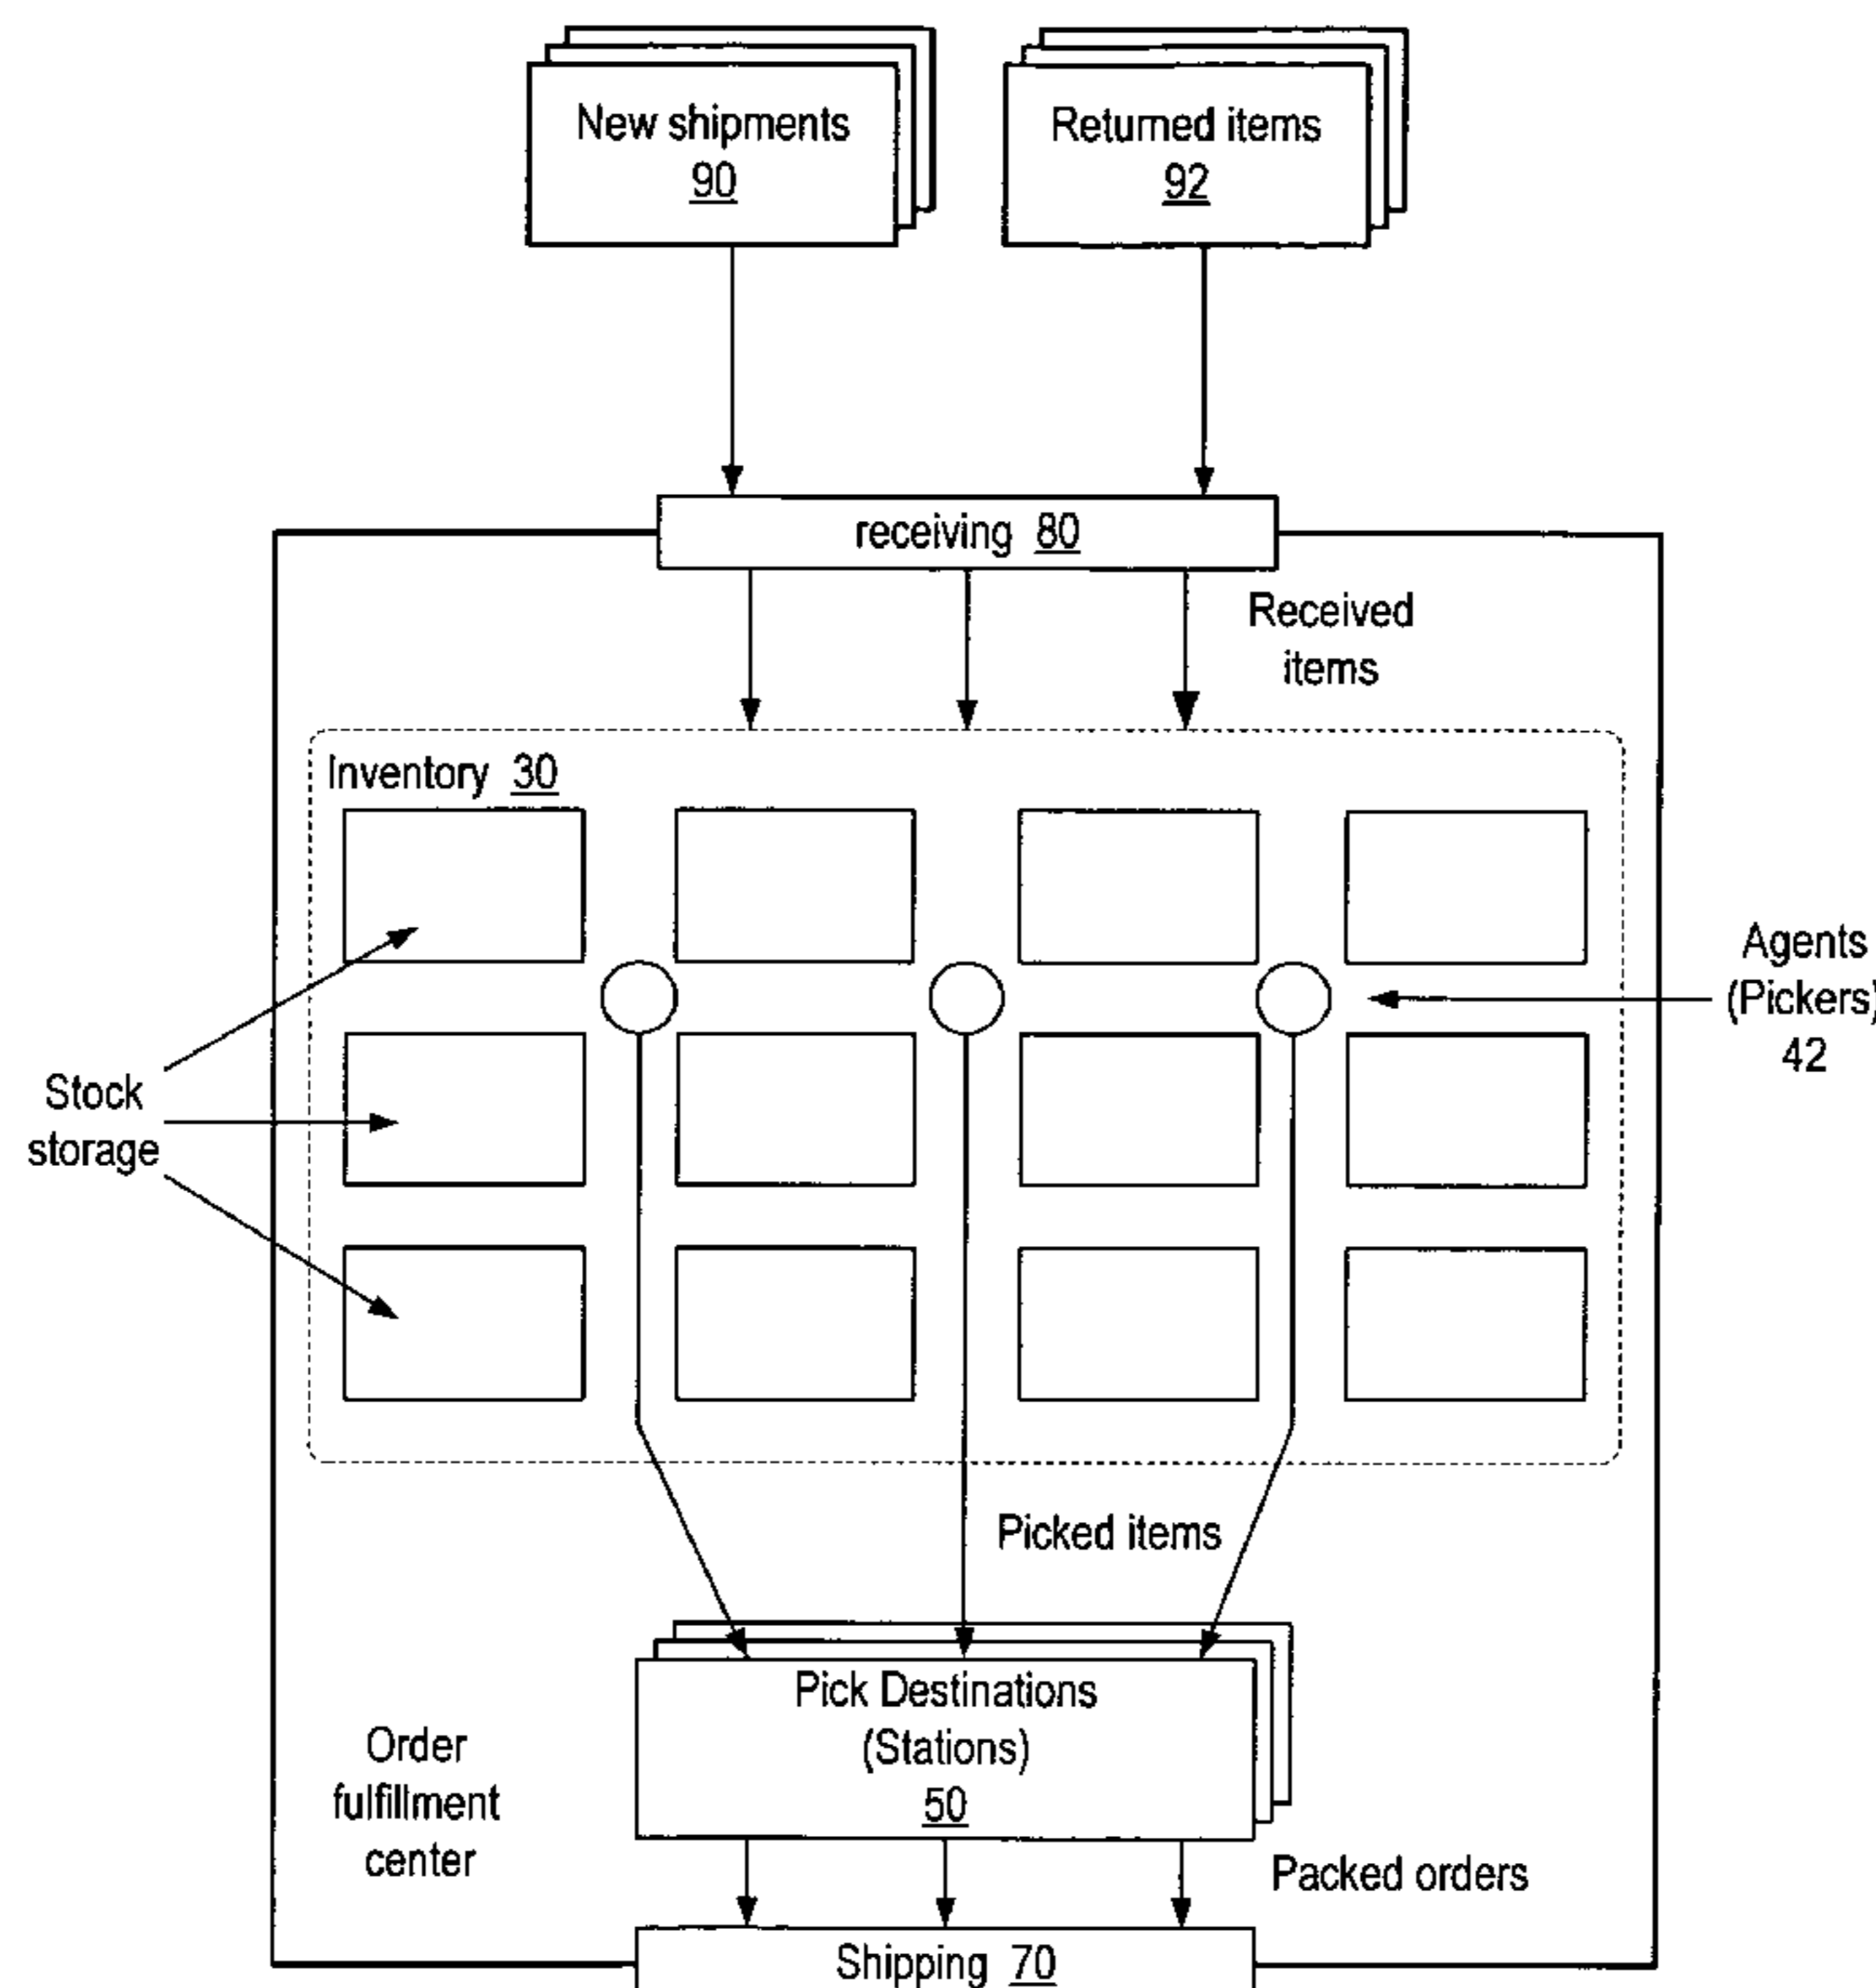 New shipments
90
Returned items
92
receiving 80
Received
items
Inventory 30
Agents
(Pickers)
42
Stock
storage
Picked items
Pick Destinations
(Stations)
50
Order
fulfillment
center
Packed orders
Shipping 70